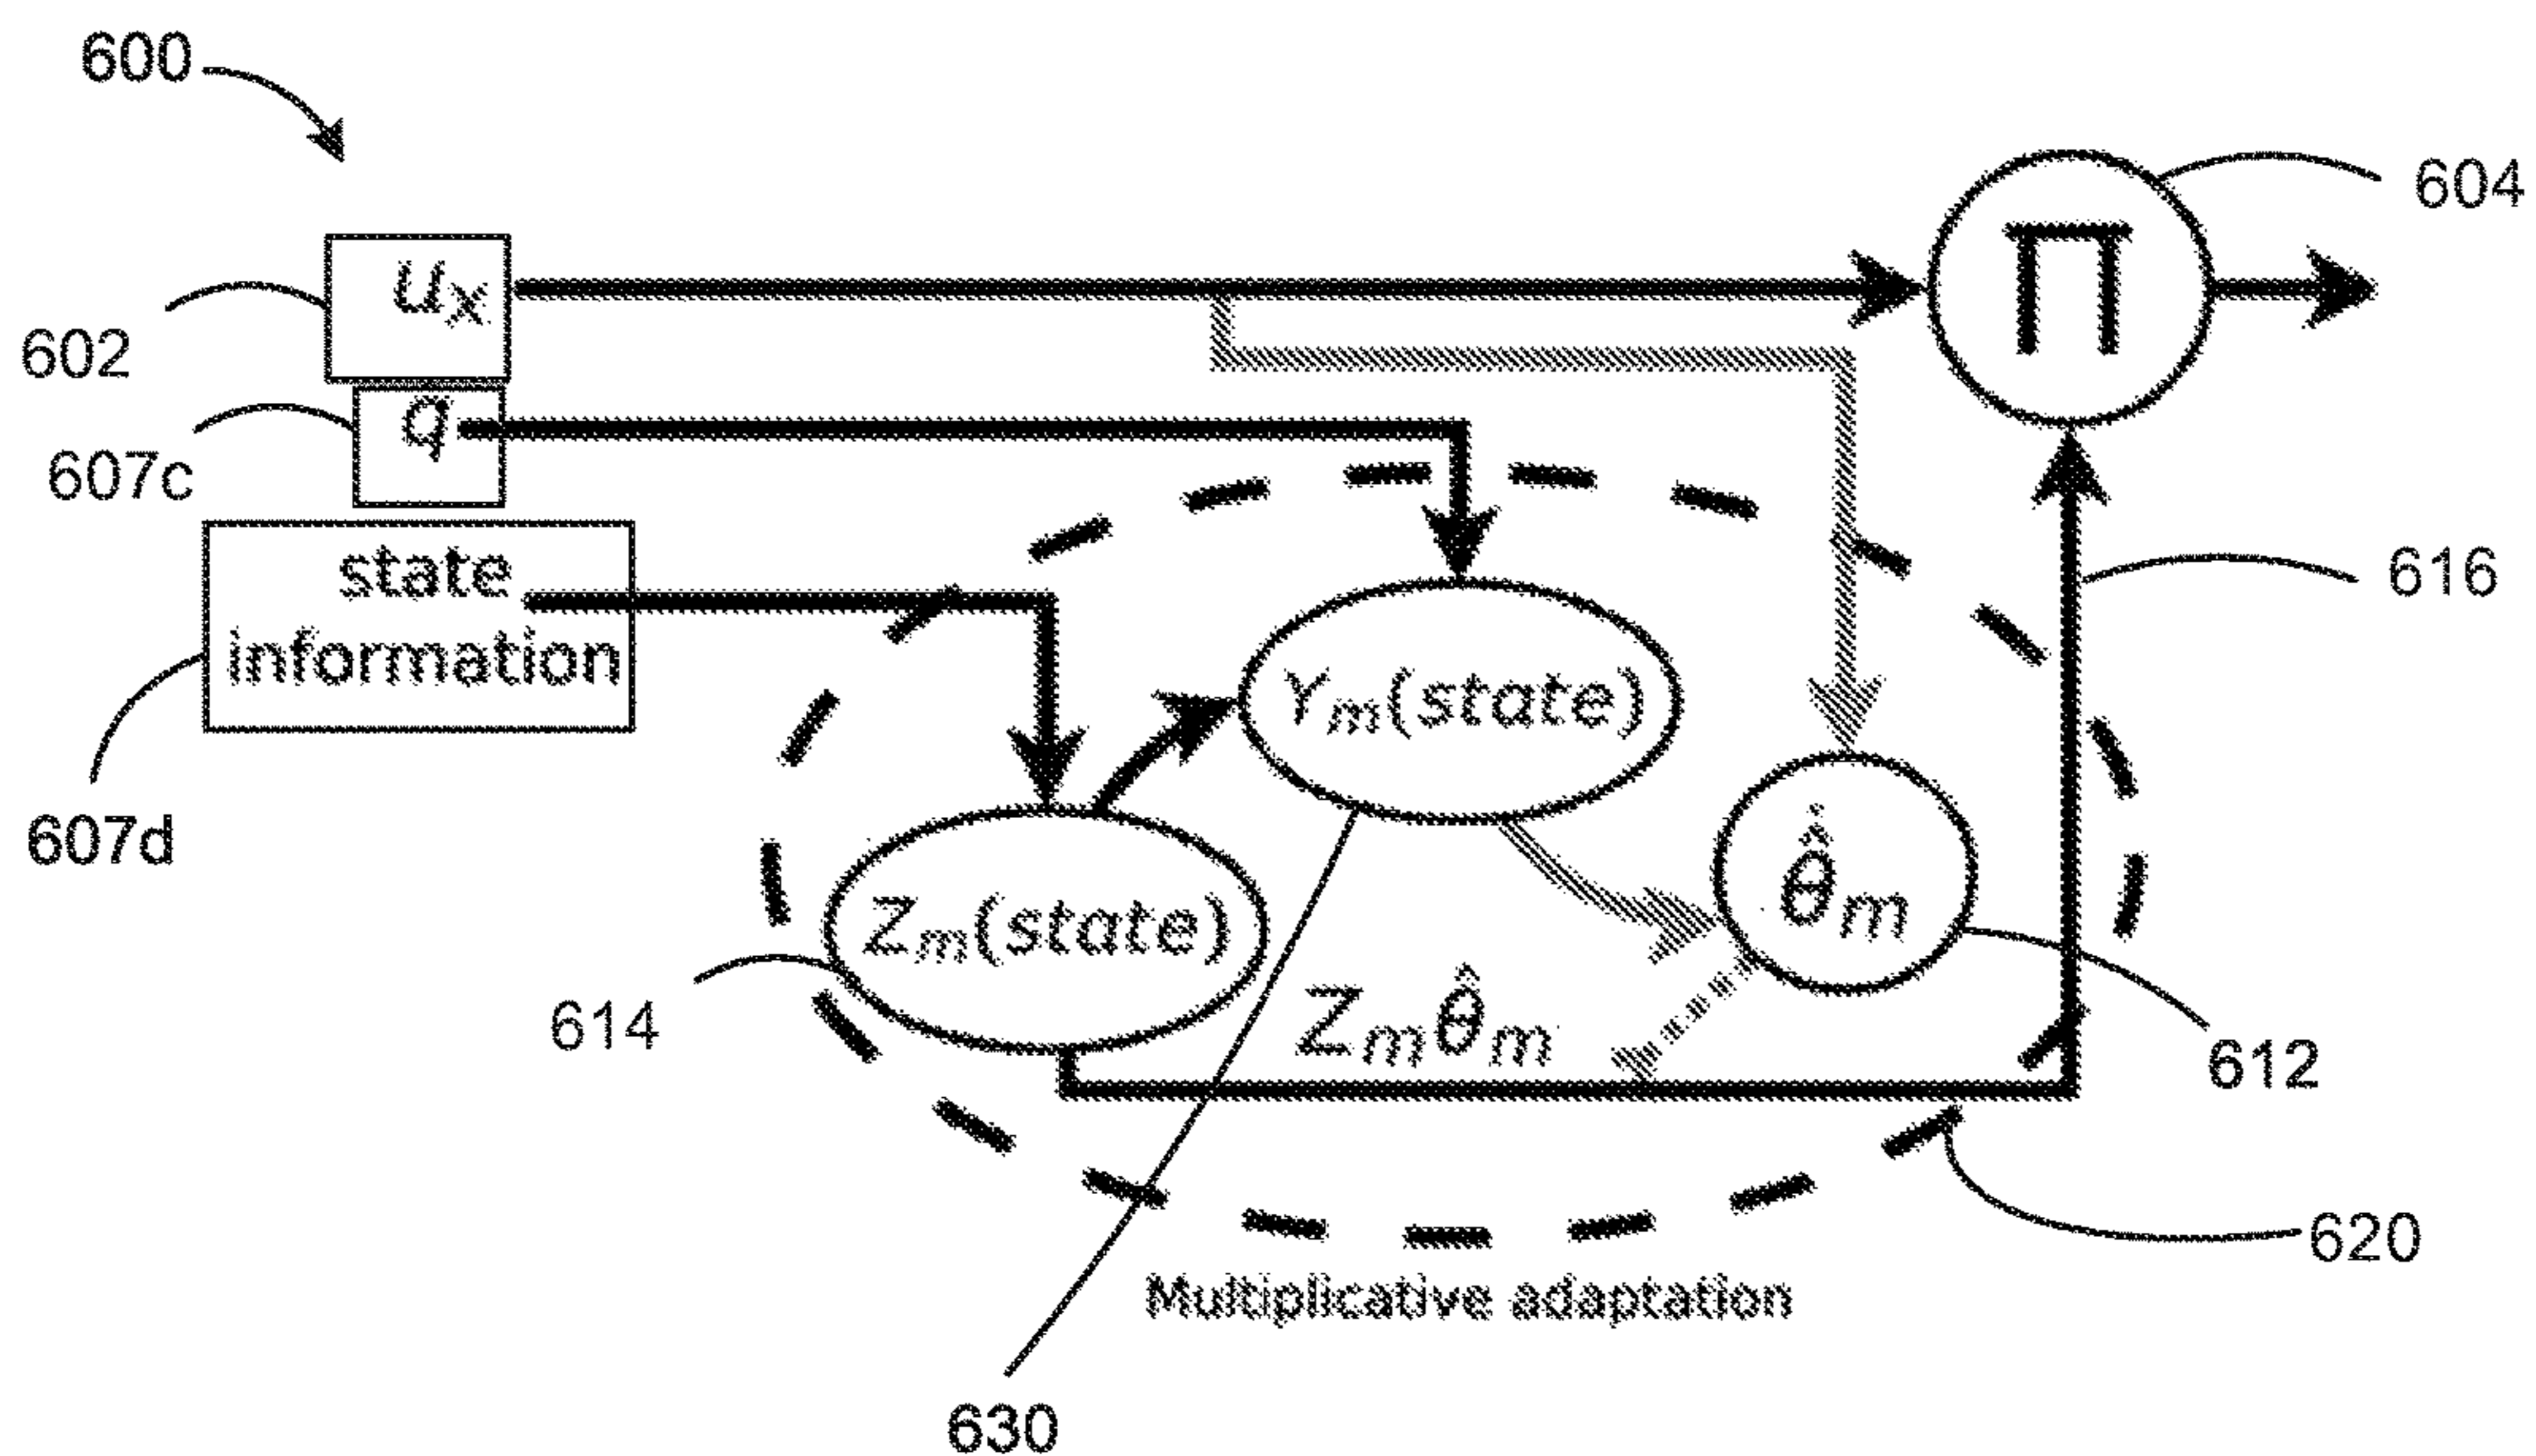 600
604
u_x
602
q
607c
616
state
information
Y_m(state)
607d
θ̂̇_m
Z_m(state)
614
Z_mθ̂_m
612
620
Multiplicative adaptation
630
∏